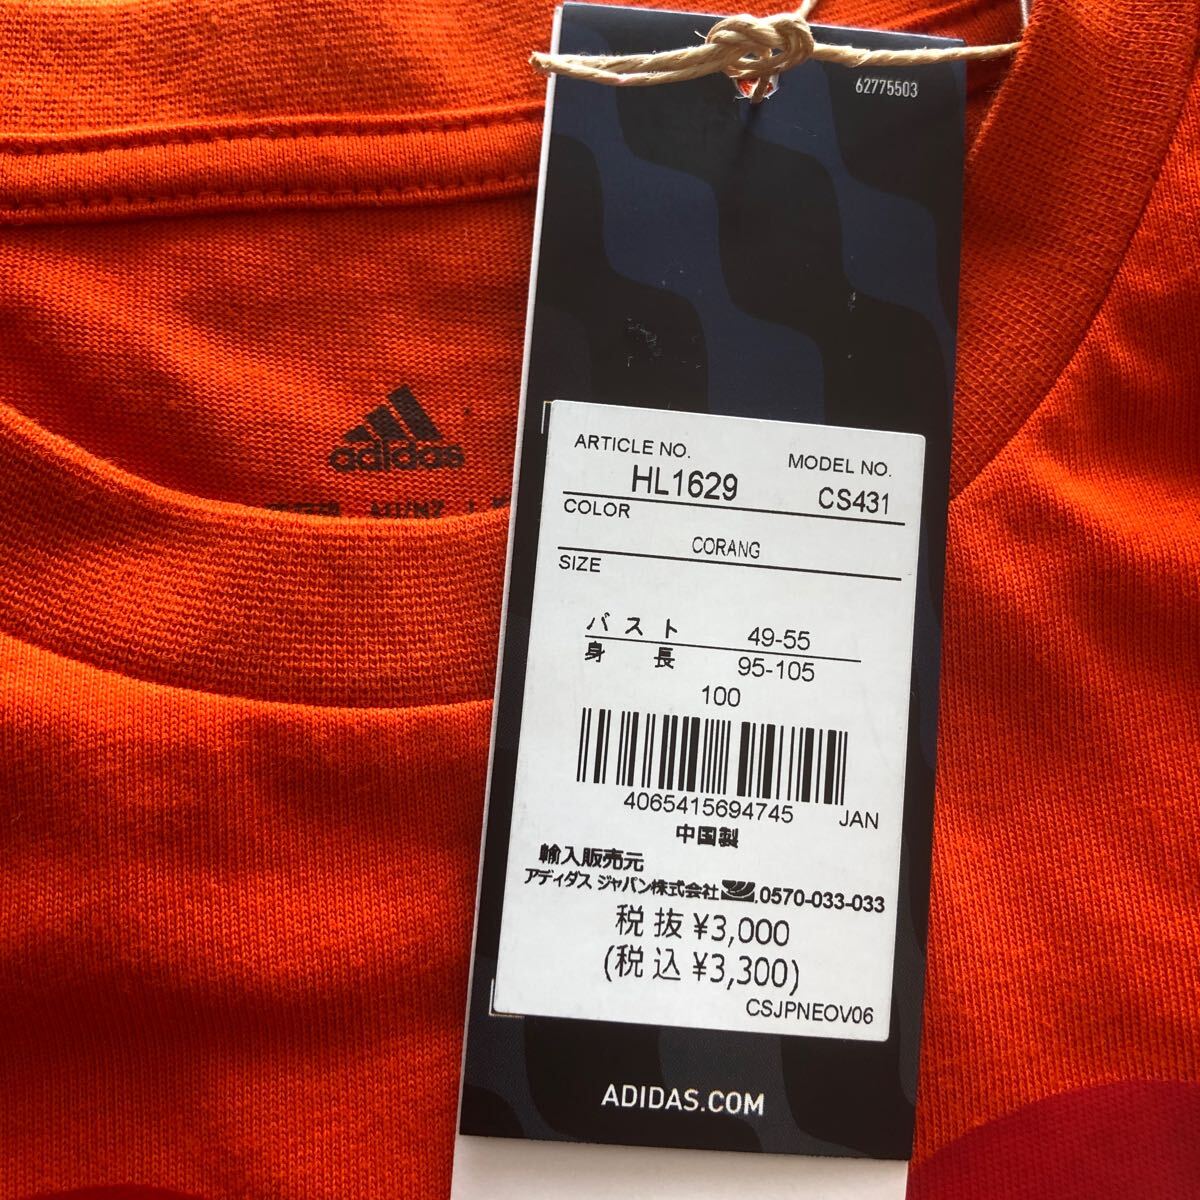 62775503
adidas
ARTICLE NO.
MODEL NO.
HL1629
CS431
COLOR
CORANG
SIZE
バスト 49-55
身長 95-105
100
4065415694745
JAN
中国製
輸入販売元
アディダス ジャパン株式会社 0570-033-033
税抜 ¥3,000
(税込 ¥3,300)
CSJPNEOV06
ADIDAS.COM